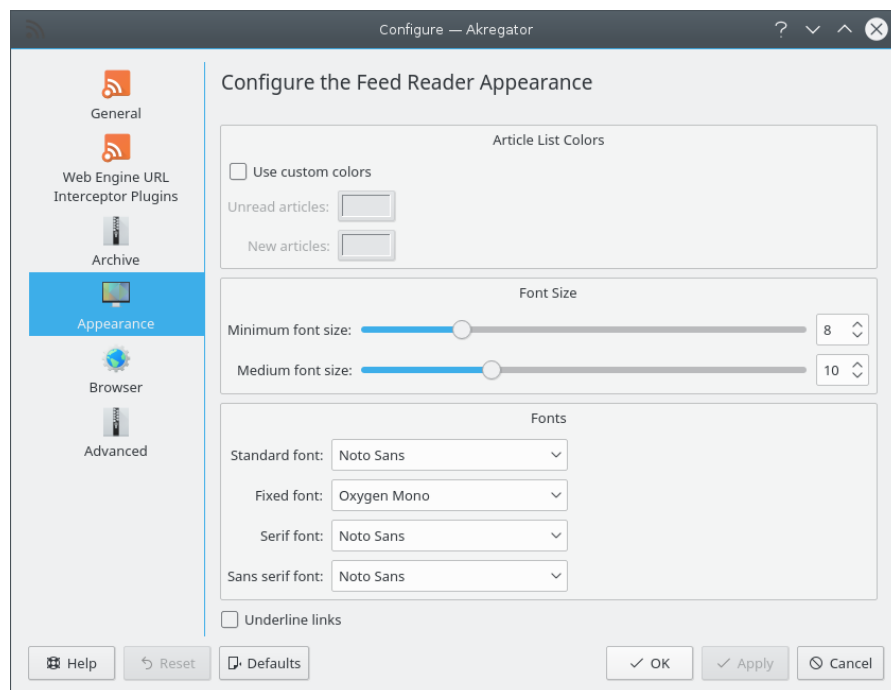 Configure — Akregator
General
Web Engine URL
Interceptor Plugins
Archive
Appearance
Browser
Advanced
Configure the Feed Reader Appearance
Article List Colors
Use custom colors
Unread articles:
New articles:
Font Size
Minimum font size: 8
Medium font size: 10
Fonts
Standard font: Noto Sans
Fixed font: Oxygen Mono
Serif font: Noto Sans
Sans serif font: Noto Sans
Underline links
Help Reset Defaults OK Apply Cancel